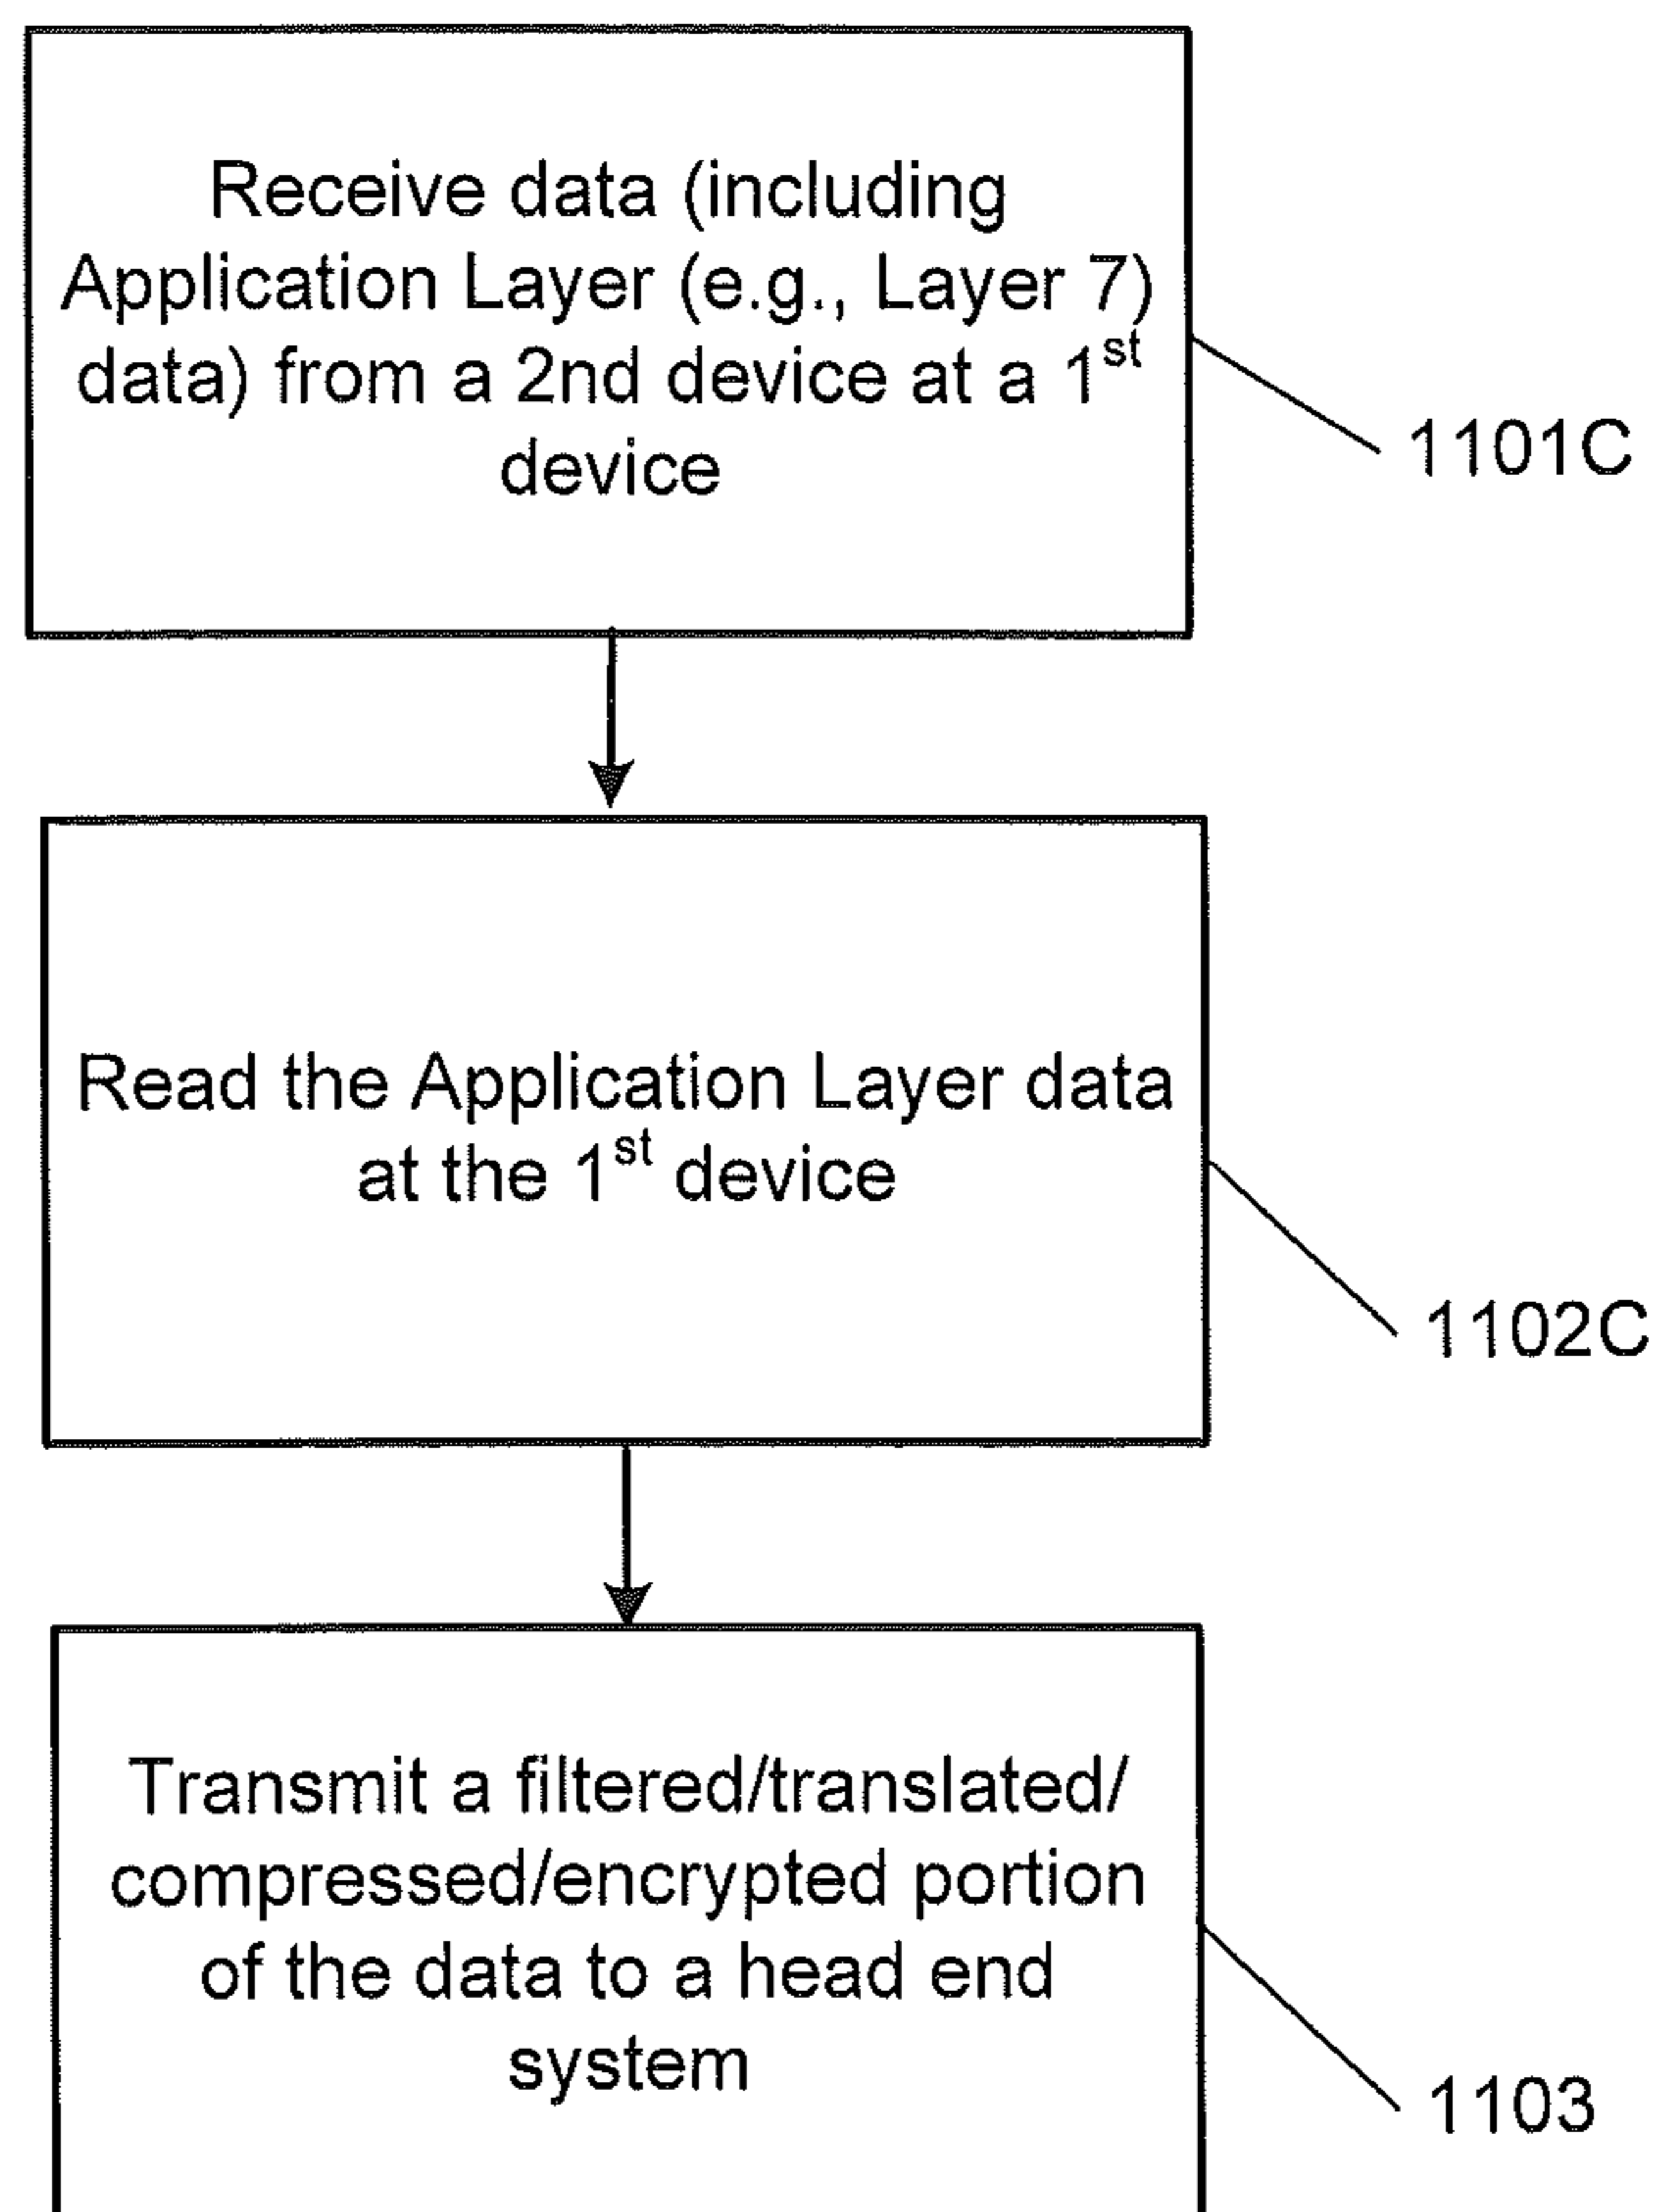 Receive data (including
Application Layer (e.g., Layer 7)
data) from a 2nd device at a 1st
device
1101C
Read the Application Layer data
at the 1st device
1102C
Transmit a filtered/translated/
compressed/encrypted portion
of the data to a head end
system
1103